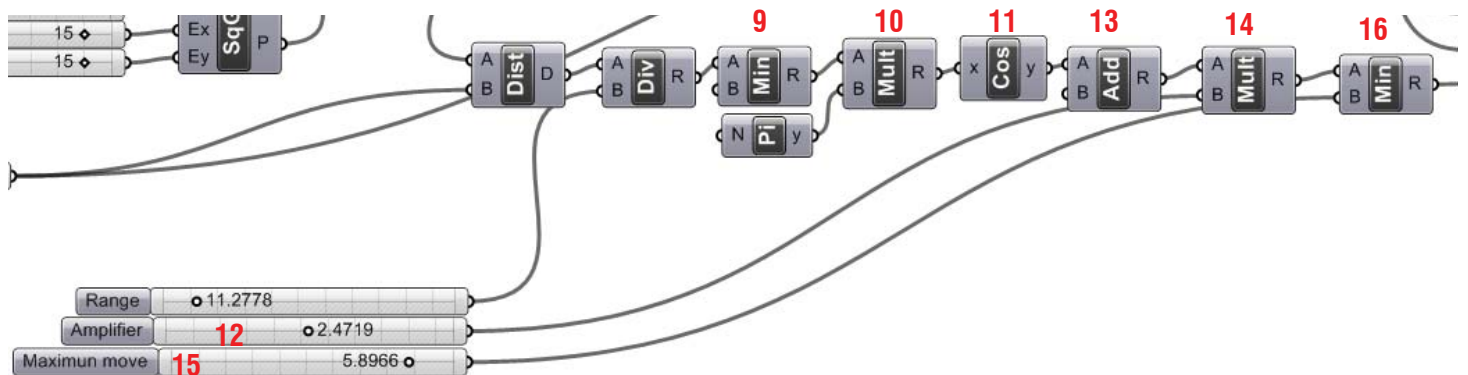 9 10 11 13 14 16
15 Ex SqG P
15 Ey
A B Dist D
A B Div R
A B Min R
N Pi y
A B Mult R
x Cos y
A B Add R
A B Mult R
A B Min R
Range 11.2778
Amplifier 12 2.4719
Maximun move 15 5.8966